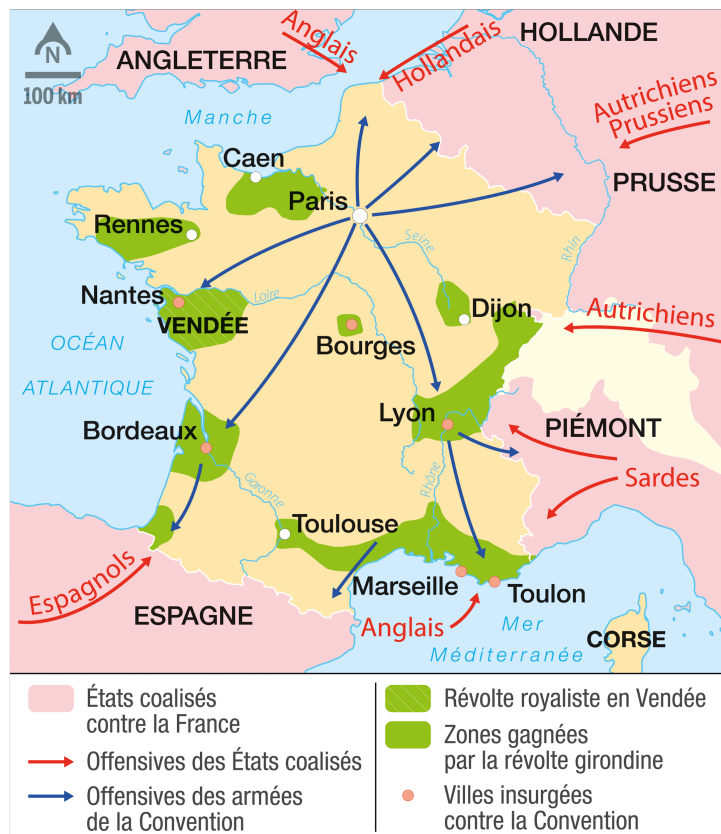 Anglais
Hollandais
HOLLANDE
N
ANGLETERRE
100 km
Autrichiens
Prussiens
Manche
Caen
PRUSSE
Paris
Rennes
Seine
Rhin
Nantes
Loire
VENDÉE
Dijon
Autrichiens
OCÉAN
ATLANTIQUE
Bourges
Lyon
PIÉMONT
Bordeaux
Sardes
Garonne
Rhône
Toulouse
Espagnols
Marseille
Toulon
ESPAGNE
Anglais
Mer
Méditerranée
CORSE
États coalisés
contre la France
Offensives des États coalisés
Offensives des armées
de la Convention
Révolte royaliste en Vendée
Zones gagnées
par la révolte girondine
Villes insurgées
contre la Convention